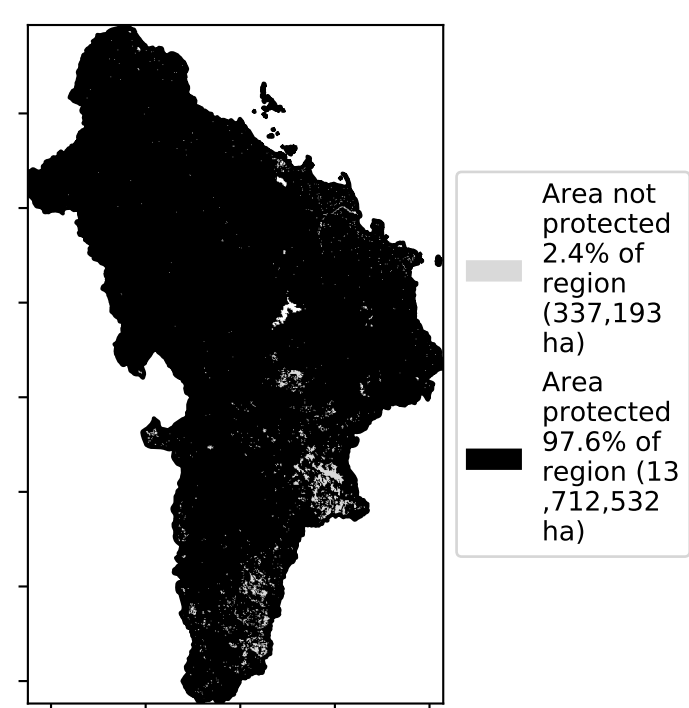 Area not
protected
2.4% of
region
(337,193
ha)
Area
protected
97.6% of
region (13
,712,532
ha)